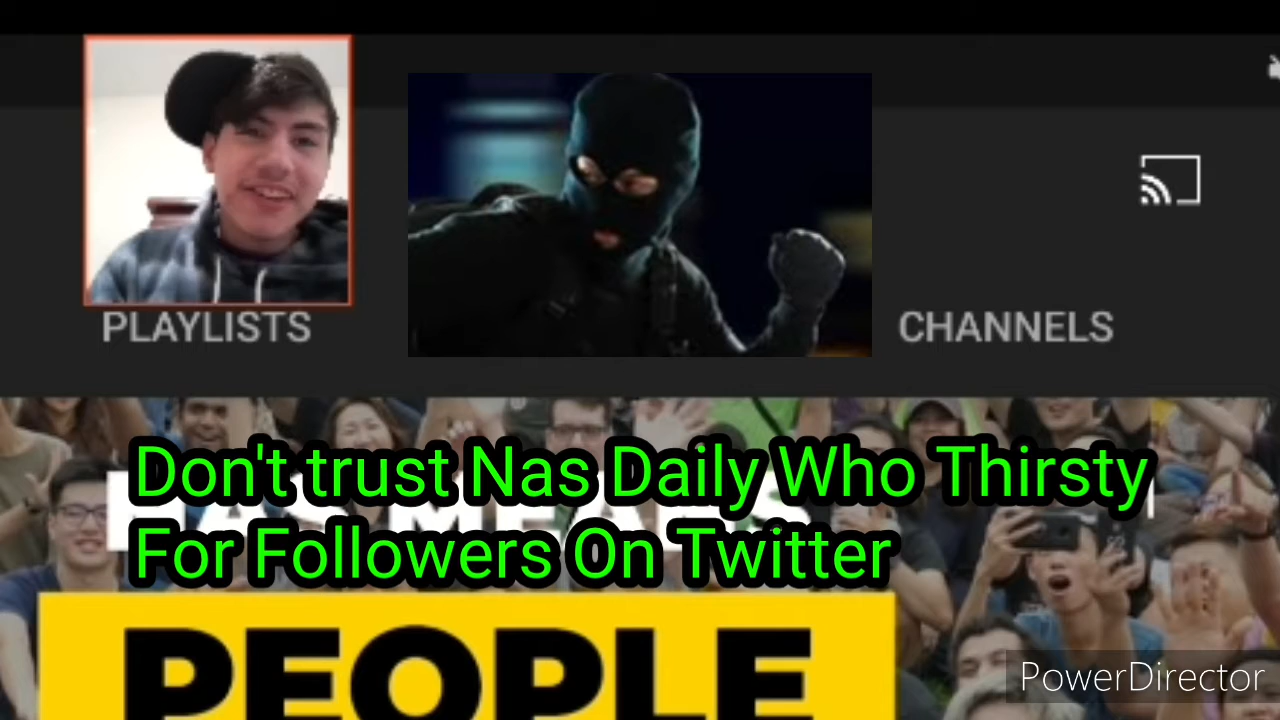 PLAYLISTS
CHANNELS
Don't trust Nas Daily Who Thirsty
For Followers On Twitter
PEOPLE
PowerDirector